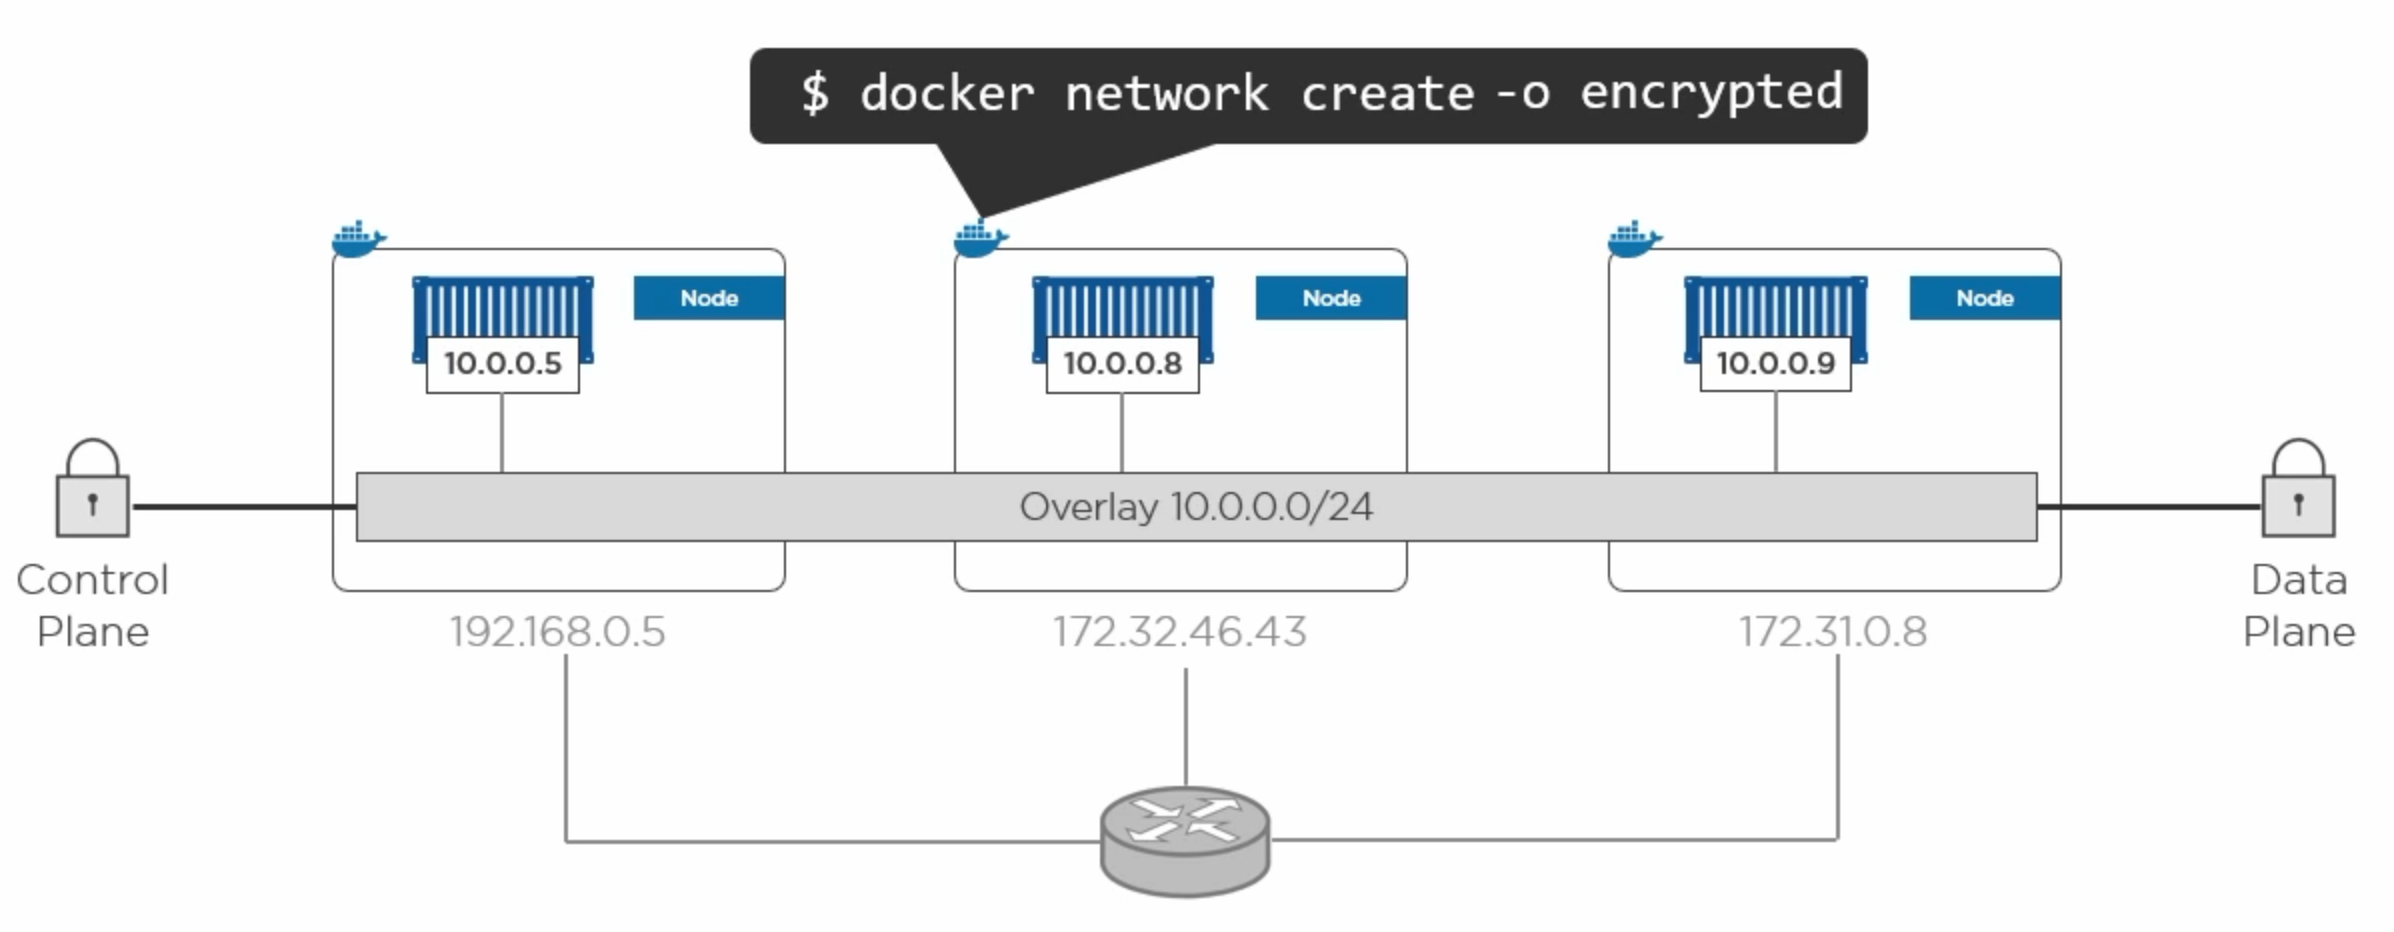 $ docker network create -o encrypted
Node
Node
Node
10.0.0.5
10.0.0.8
10.0.0.9
Overlay 10.0.0.0/24
Control
Plane
Data
Plane
192.168.0.5
172.32.46.43
172.31.0.8